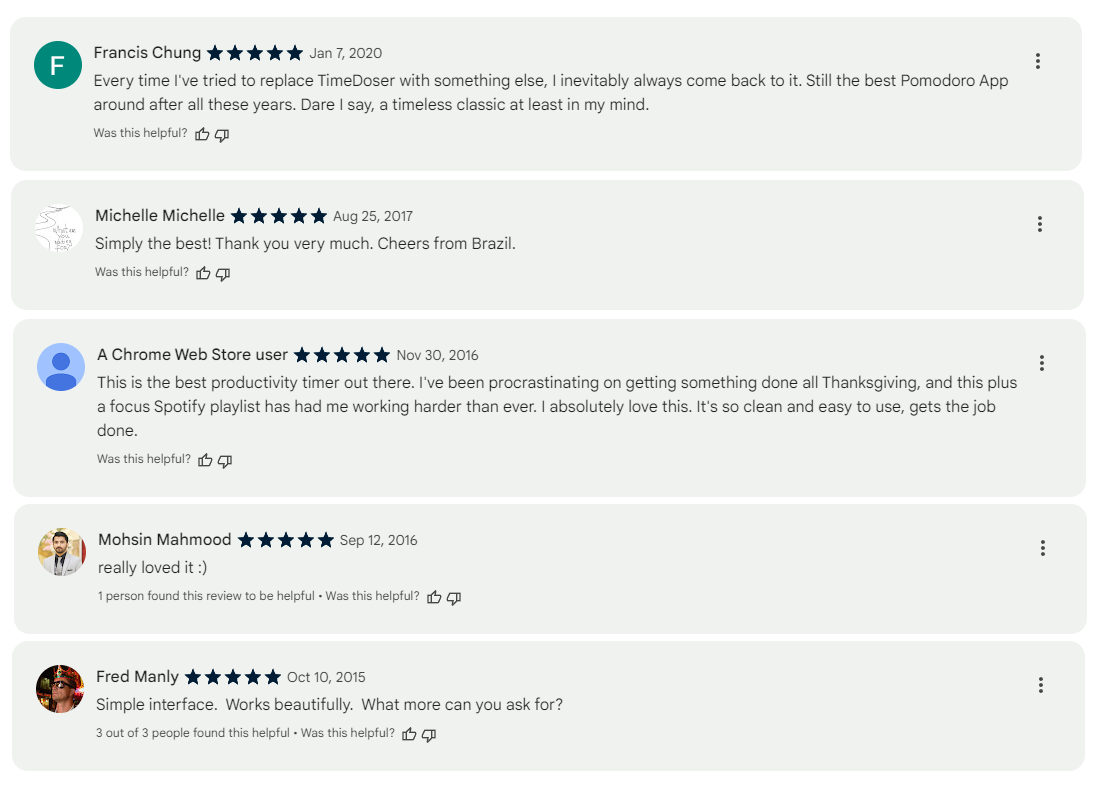 F
Francis Chung ★★★★★ Jan 7, 2020
Every time I've tried to replace TimeDoser with something else, I inevitably always come back to it. Still the best Pomodoro App
around after all these years. Dare I say, a timeless classic at least in my mind.
Was this helpful?
Michelle Michelle ★★★★★ Aug 25, 2017
Simply the best! Thank you very much. Cheers from Brazil.
Was this helpful?
A Chrome Web Store user ★★★★★ Nov 30, 2016
This is the best productivity timer out there. I've been procrastinating on getting something done all Thanksgiving, and this plus
a focus Spotify playlist has had me working harder than ever. I absolutely love this. It's so clean and easy to use, gets the job
done.
Was this helpful?
Mohsin Mahmood ★★★★★ Sep 12, 2016
really loved it :)
1 person found this review to be helpful • Was this helpful?
Fred Manly ★★★★★ Oct 10, 2015
Simple interface.  Works beautifully.  What more can you ask for?
3 out of 3 people found this helpful • Was this helpful?